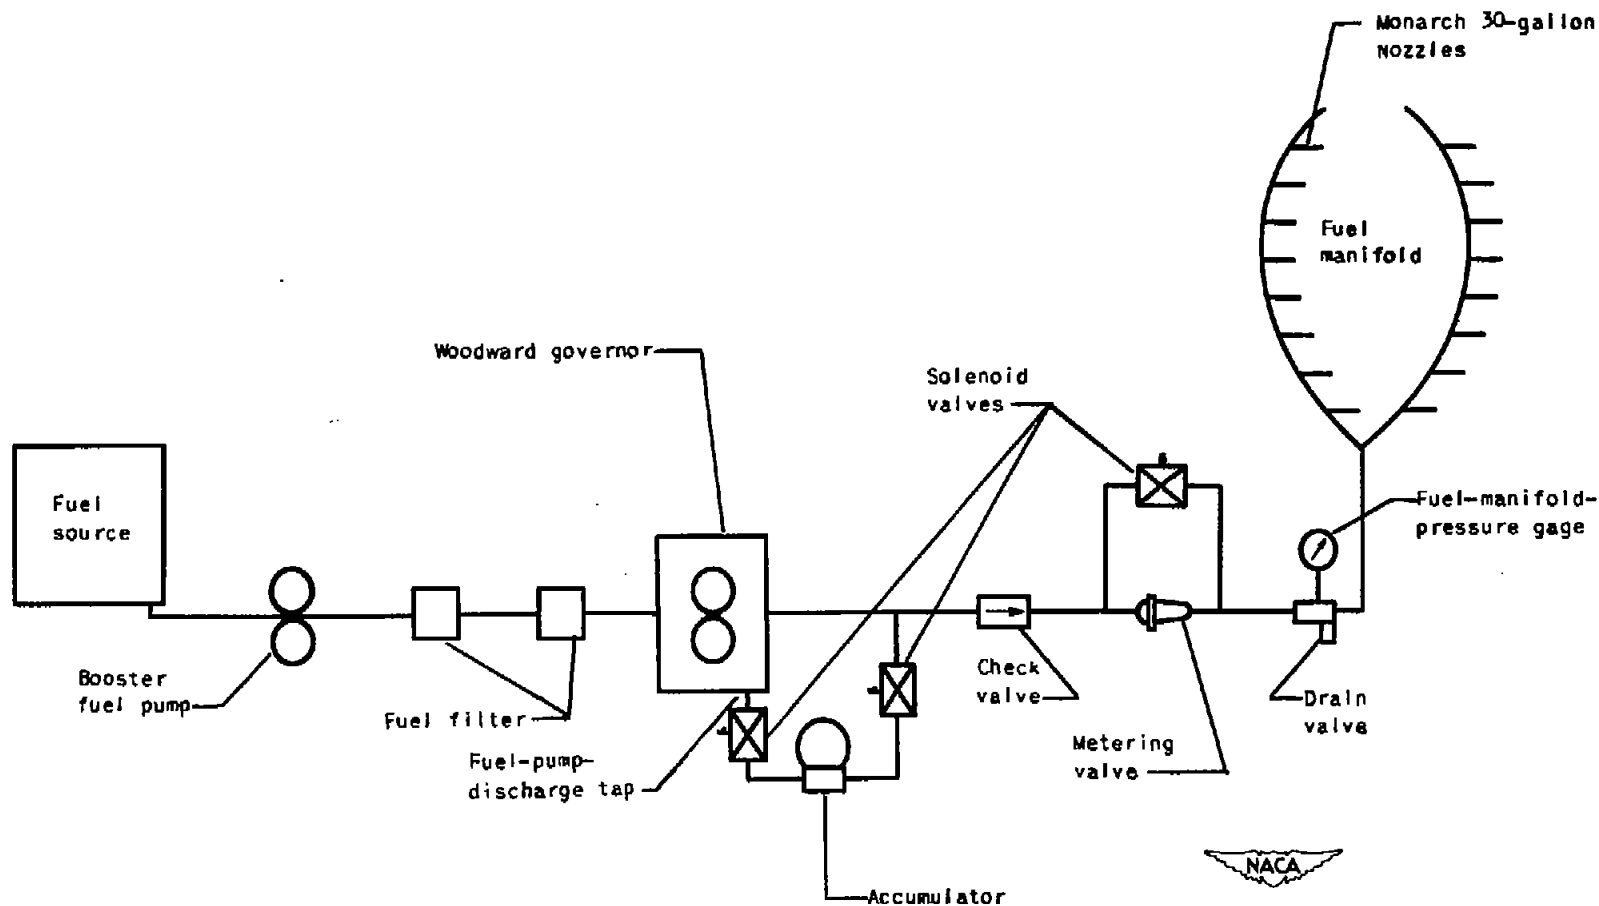 Monarch 30-gallon
Nozzles
Fuel
manifold
Woodward governor
Solenoid
valves
Fuel
source
Fuel-manifold-
pressure gage
Booster
fuel pump
Fuel filter
Check
valve
Drain
valve
Fuel-pump-
discharge tap
Metering
valve
NACA
Accumulator